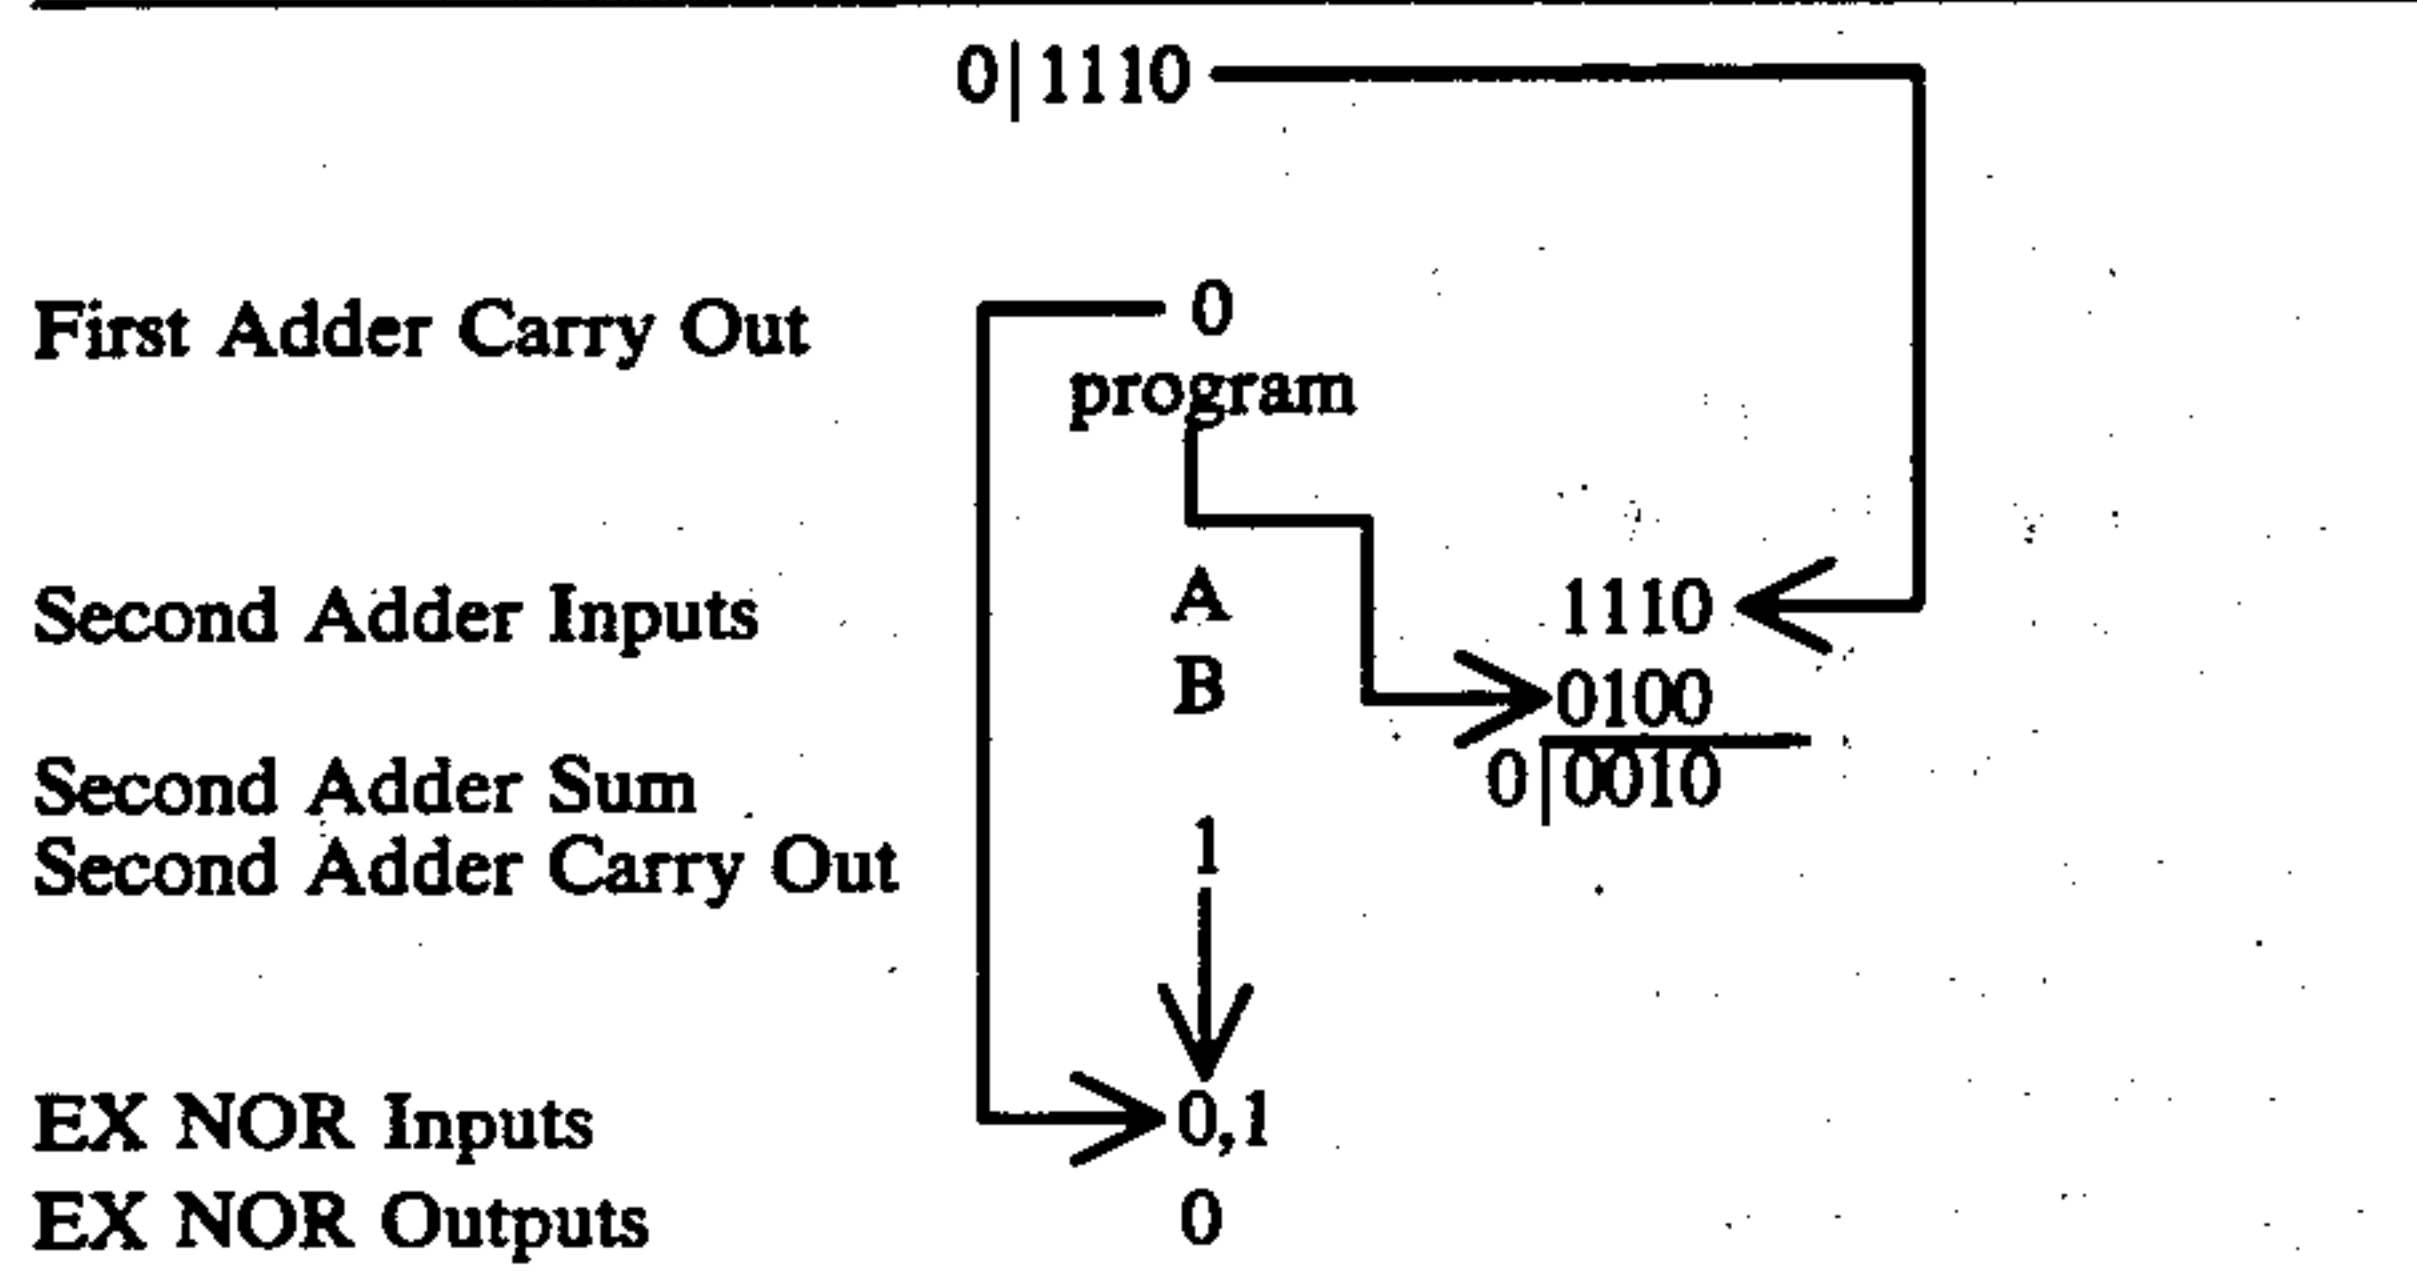 0|1110
First Adder Carry Out 0
program
Second Adder Inputs A 1110
B 0100
Second Adder Sum 0|0010
Second Adder Carry Out 1
EX NOR Inputs 0,1
EX NOR Outputs 0